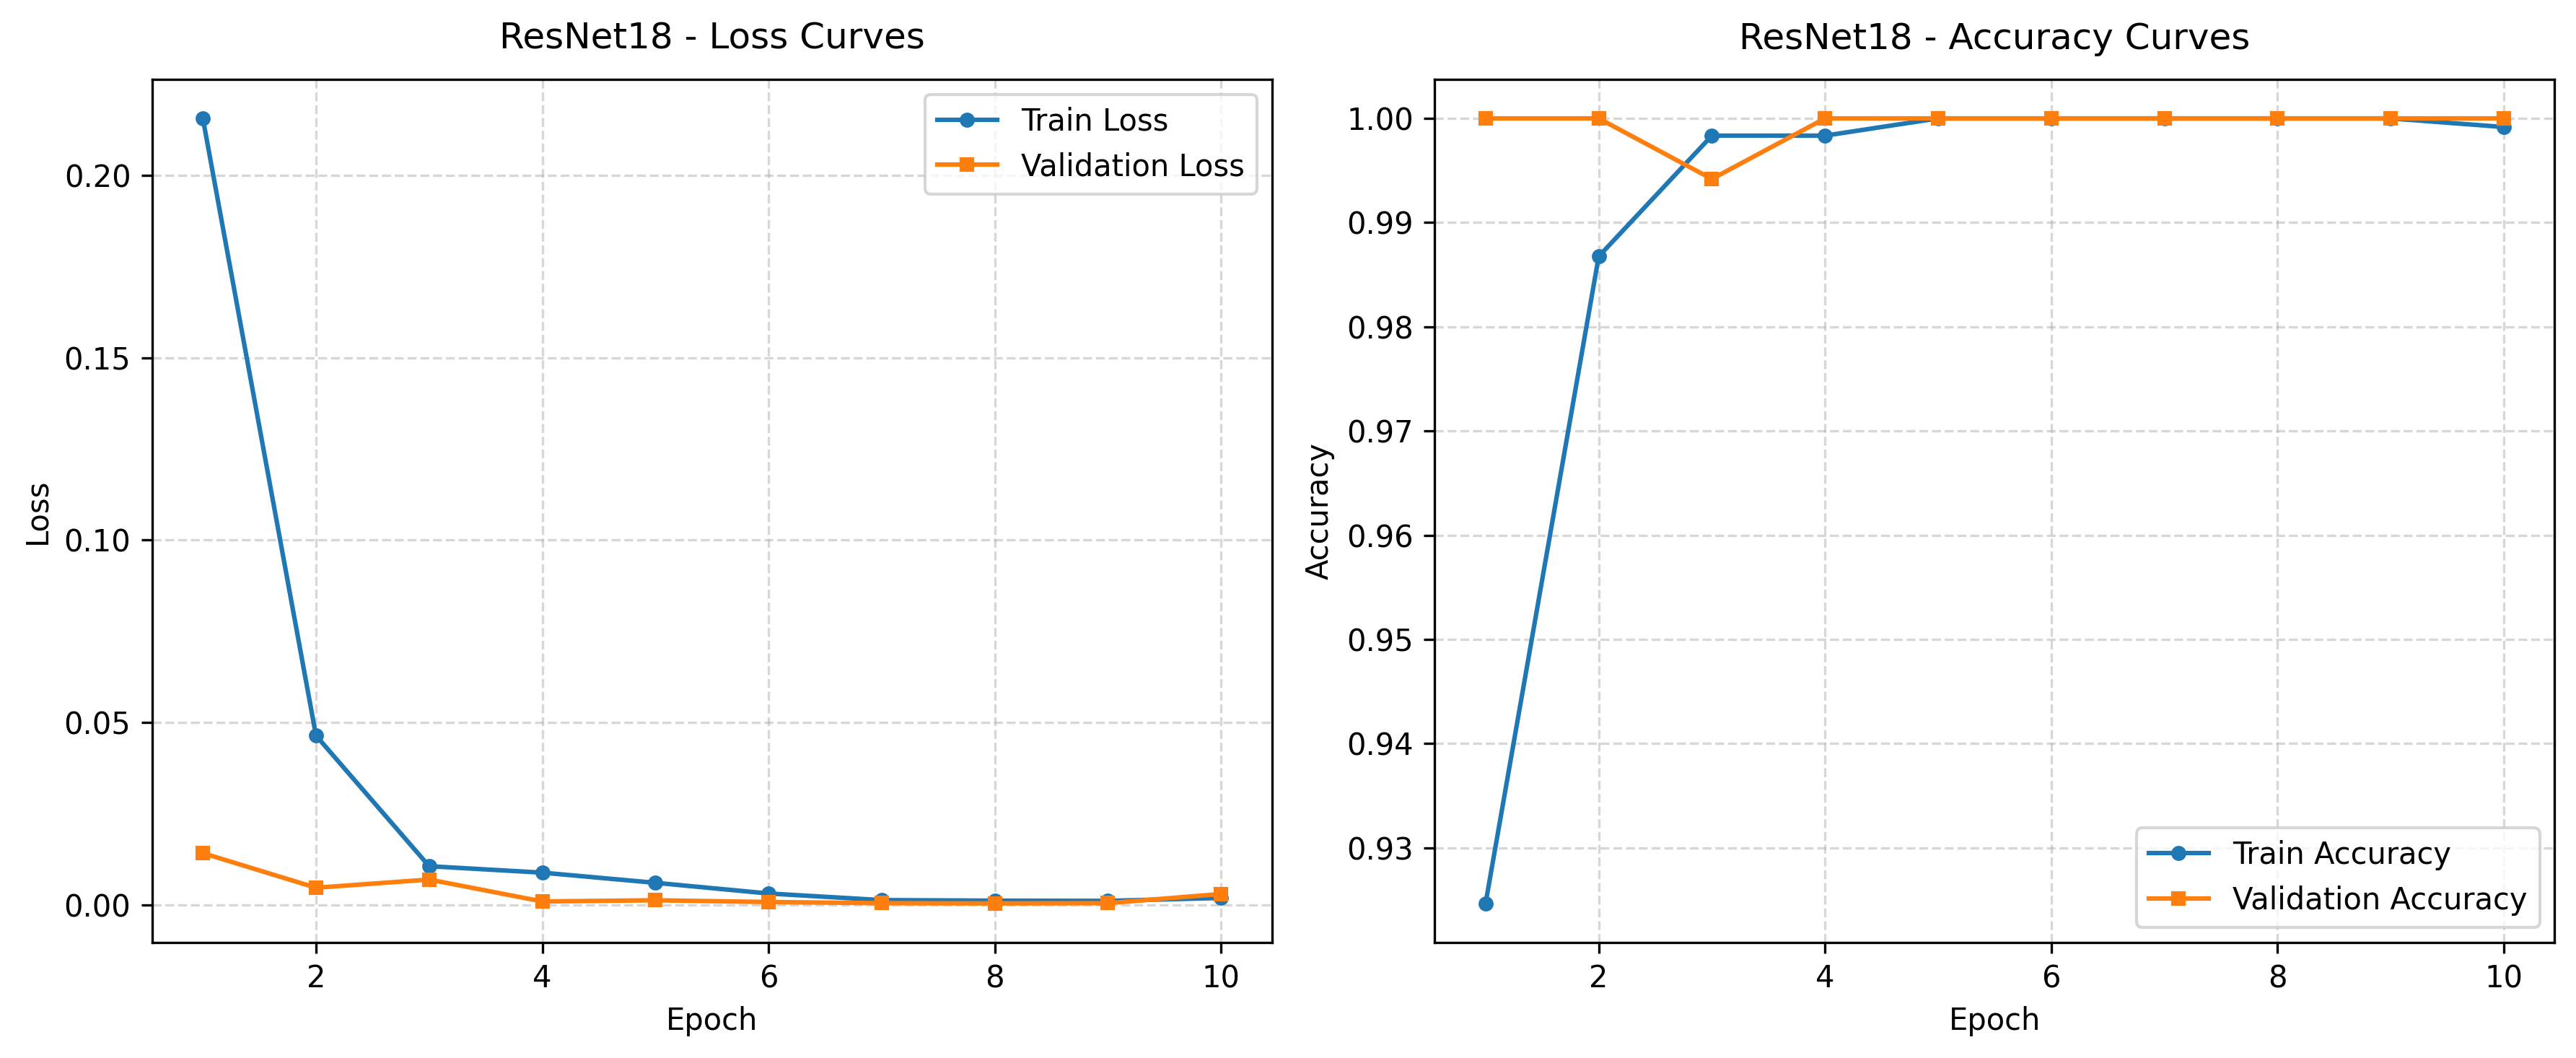 ResNet18 - Loss Curves
Train Loss
Validation Loss
0.20
0.15
0.10
0.05
0.00
Loss
2 4 6 8 10
Epoch
ResNet18 - Accuracy Curves
1.00
0.99
0.98
0.97
0.96
0.95
0.94
0.93
Accuracy
Train Accuracy
Validation Accuracy
2 4 6 8 10
Epoch